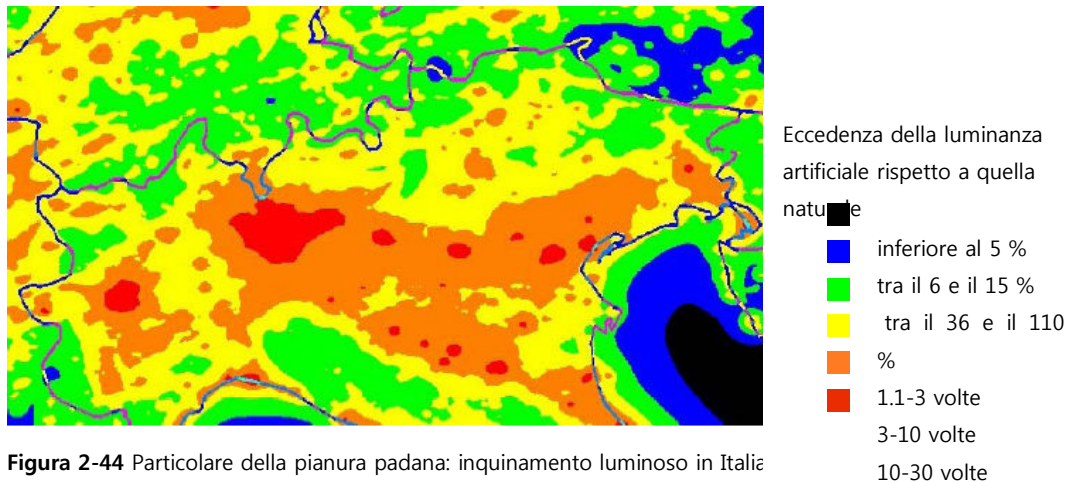 Eccedenza della luminanza
artificiale rispetto a quella
naturale
inferiore al 5 %
tra il 6 e il 15 %
tra il 36 e il 110
%
1.1-3 volte
3-10 volte
10-30 volte
Figura 2-44 Particolare della pianura padana: inquinamento luminoso in Italia